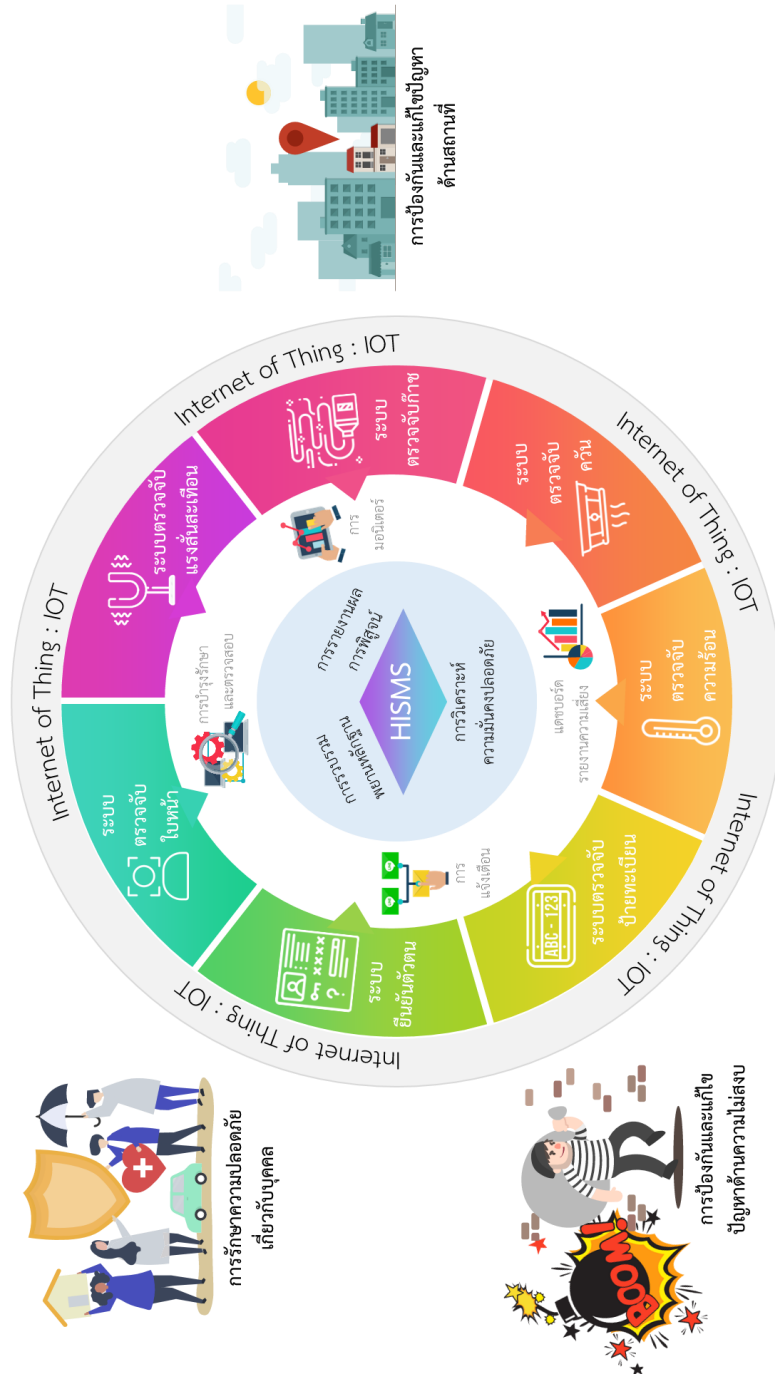 การรักษาความปลอดภัย
เกี่ยวกับบุคคล
การป้องกันและแก้ไขปัญหา
ด้านสถานที่
การป้องกันและแก้ไข
ปัญหาด้านความไม่สงบ
BOOM!
Internet of Thing : IOT
Internet of Thing : IOT
Internet of Thing : IOT
Internet of Thing : IOT
Internet of Thing : IOT
ระบบ
ตรวจจับ
ใบหน้า
ระบบตรวจจับ
แรงสั่นสะเทือน
ระบบ
ตรวจจับก๊าซ
ระบบ
ตรวจจับ
ควัน
ระบบ
ตรวจจับ
ความร้อน
ABC - 123
ระบบตรวจจับ
ป้ายทะเบียน
xxxx
?
ระบบ
ยืนยันตัวตน
การบำรุงรักษา
และตรวจสอบ
การ
มอนิเตอร์
แดชบอร์ด
รายงานความเสี่ยง
การ
แจ้งเตือน
การรวบรวม
พยานหลักฐาน
การรายงานผล
การพิสูจน์
HISMS
การวิเคราะห์
ความมั่นคงปลอดภัย